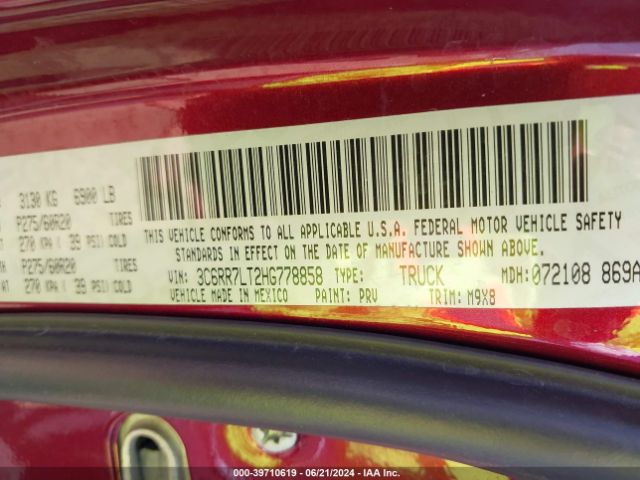 3130 KG 6900 LB
P275/60R20 TIRES
270 KPA / 39 PSI/COLD
P275/60R20 TIRES
AT 270 KPA / 39 PSI/COLD
THIS VEHICLE CONFORMS TO ALL APPLICABLE U.S.A. FEDERAL MOTOR VEHICLE SAFETY
STANDARDS IN EFFECT ON THE DATE OF MANUFACTURE SHOWN ABOVE.
VIN: 3C6RR7LT2HG778858 TYPE: TRUCK MDH: 072108 869A
VEHICLE MADE IN MEXICO PAINT: PRV TRIM: M9X8
000-39710619 - 06/21/2024 - IAA Inc.